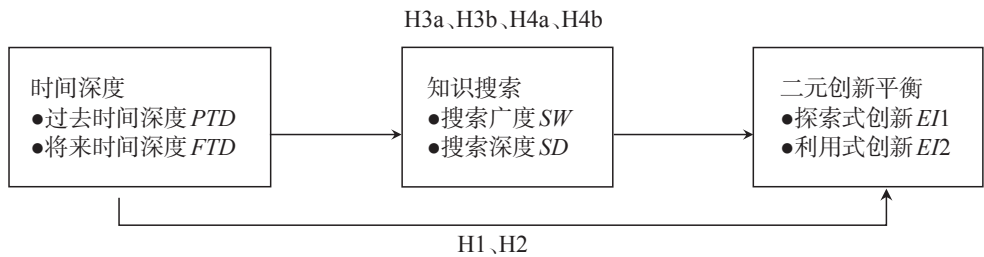 H3a、H3b、H4a、H4b
时间深度
●过去时间深度PTD
●将来时间深度FTD
知识搜索
●搜索广度SW
●搜索深度SD
二元创新平衡
●探索式创新EI1
●利用式创新EI2
H1、H2